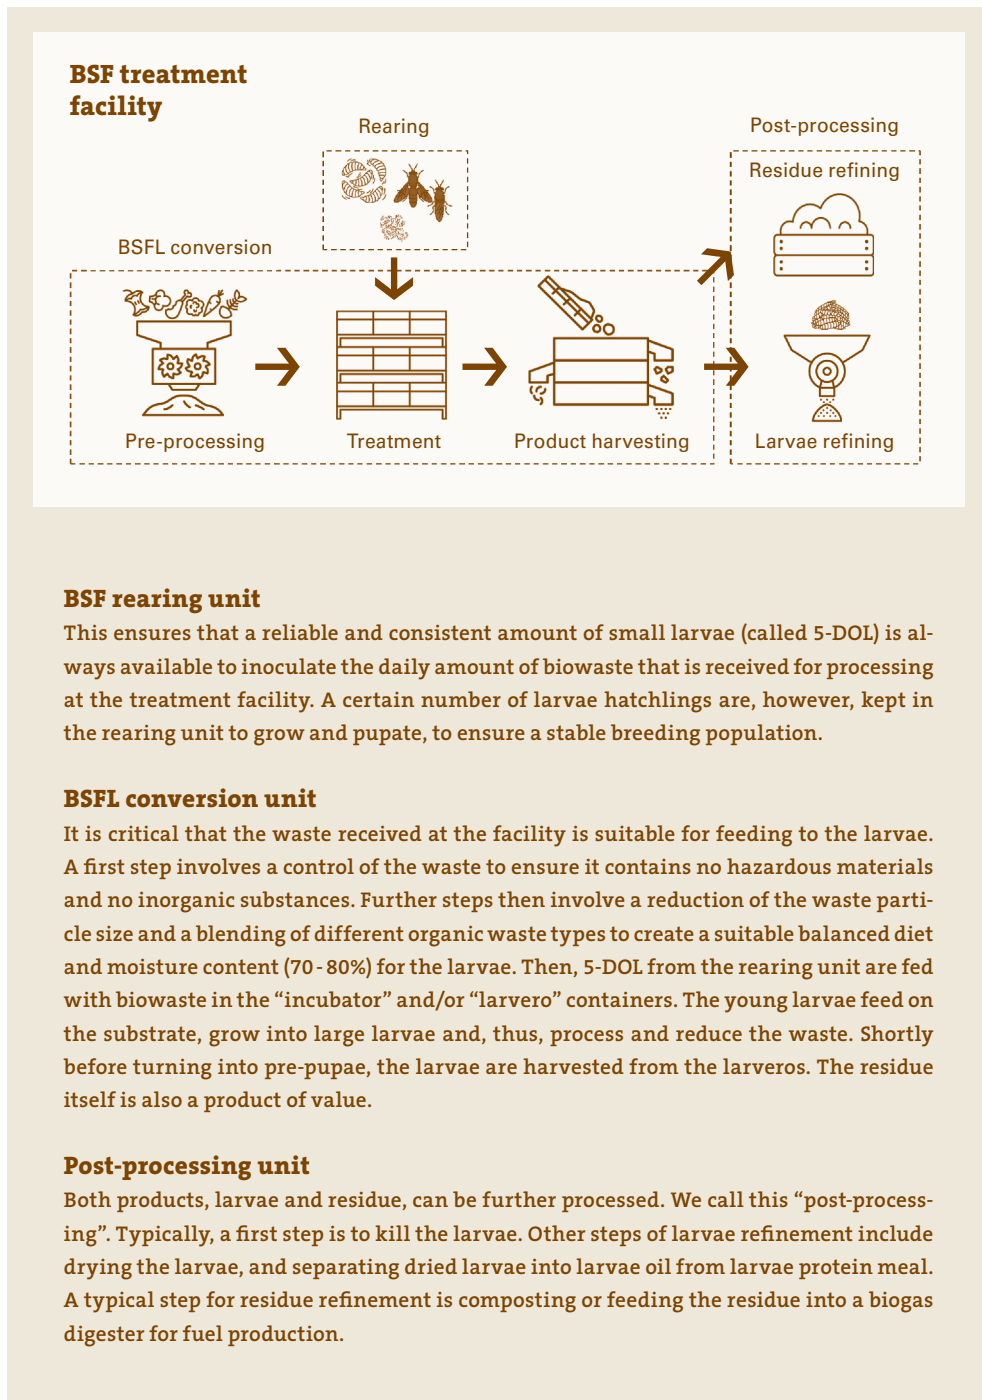 BSF treatment
facility
Rearing
Post-processing
Residue refining
BSFL conversion
Pre-processing
Treatment
Product harvesting
Larvae refining
BSF rearing unit
This ensures that a reliable and consistent amount of small larvae (called 5-DOL) is al-
ways available to inoculate the daily amount of biowaste that is received for processing
at the treatment facility. A certain number of larvae hatchlings are, however, kept in
the rearing unit to grow and pupate, to ensure a stable breeding population.
BSFL conversion unit
It is critical that the waste received at the facility is suitable for feeding to the larvae.
A first step involves a control of the waste to ensure it contains no hazardous materials
and no inorganic substances. Further steps then involve a reduction of the waste parti-
cle size and a blending of different organic waste types to create a suitable balanced diet
and moisture content (70 - 80%) for the larvae. Then, 5-DOL from the rearing unit are fed
with biowaste in the “incubator” and/or “larvero” containers. The young larvae feed on
the substrate, grow into large larvae and, thus, process and reduce the waste. Shortly
before turning into pre-pupae, the larvae are harvested from the larveros. The residue
itself is also a product of value.
Post-processing unit
Both products, larvae and residue, can be further processed. We call this “post-process-
ing”. Typically, a first step is to kill the larvae. Other steps of larvae refinement include
drying the larvae, and separating dried larvae into larvae oil from larvae protein meal.
A typical step for residue refinement is composting or feeding the residue into a biogas
digester for fuel production.